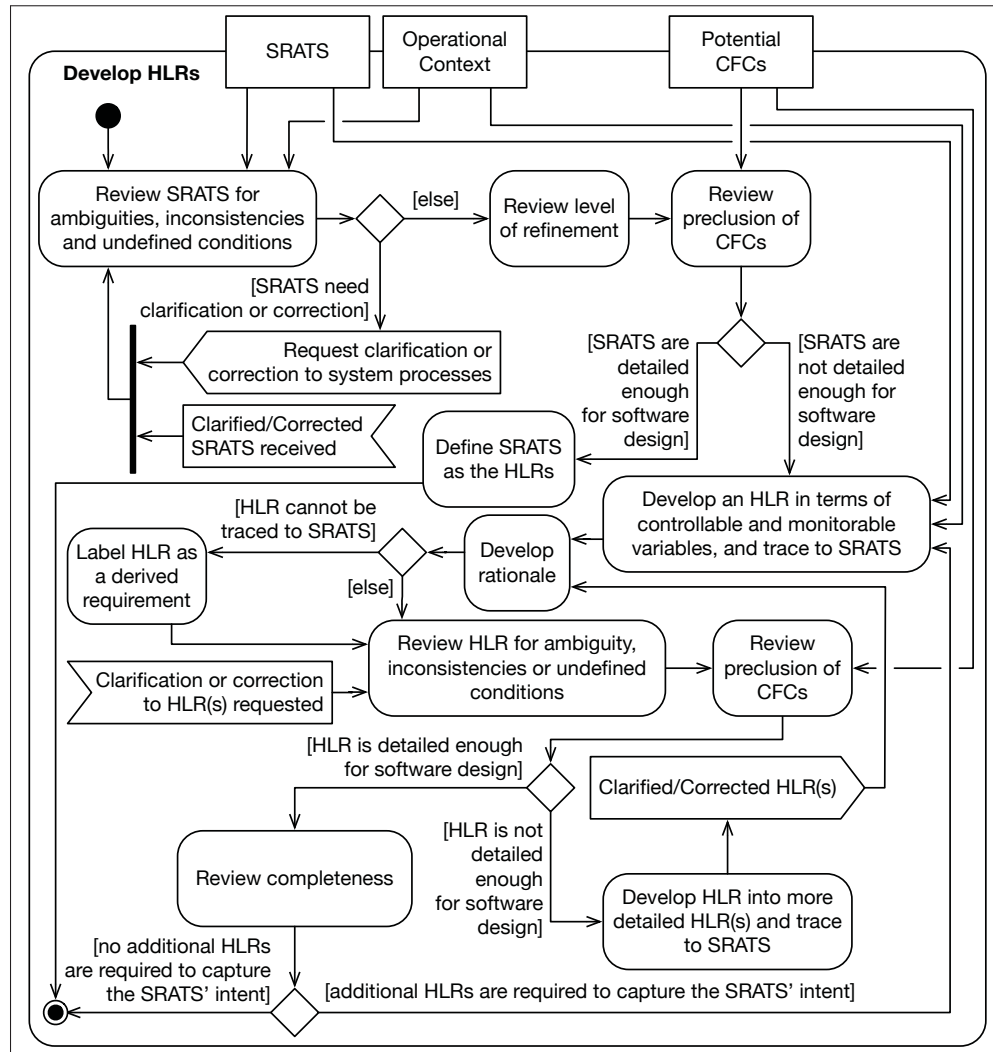 SRATS
Operational
Context
Potential
CFCs
Develop HLRs
Review SRATS for
ambiguities, inconsistencies
and undefined conditions
[else]
Review level
of refinement
Review
preclusion of
CFCs
[SRATS need
clarification or correction]
Request clarification or
correction to system processes
Clarified/Corrected
SRATS received
[SRATS are
detailed
enough
for software
design]
[SRATS are
not detailed
enough for
software
design]
Define SRATS
as the HLRs
Develop an HLR in terms of
controllable and monitorable
variables, and trace to SRATS
[HLR cannot be
traced to SRATS]
Label HLR as
a derived
requirement
[else]
Develop
rationale
Review HLR for ambiguity,
inconsistencies or undefined
conditions
Review
preclusion of
CFCs
Clarification or correction
to HLR(s) requested
[HLR is detailed enough
for software design]
Clarified/Corrected HLR(s)
[HLR is not
detailed
enough
for software
design]
Review completeness
Develop HLR into more
detailed HLR(s) and trace
to SRATS
[no additional HLRs
are required to capture
the SRATS’ intent]
[additional HLRs are required to capture the SRATS’ intent]